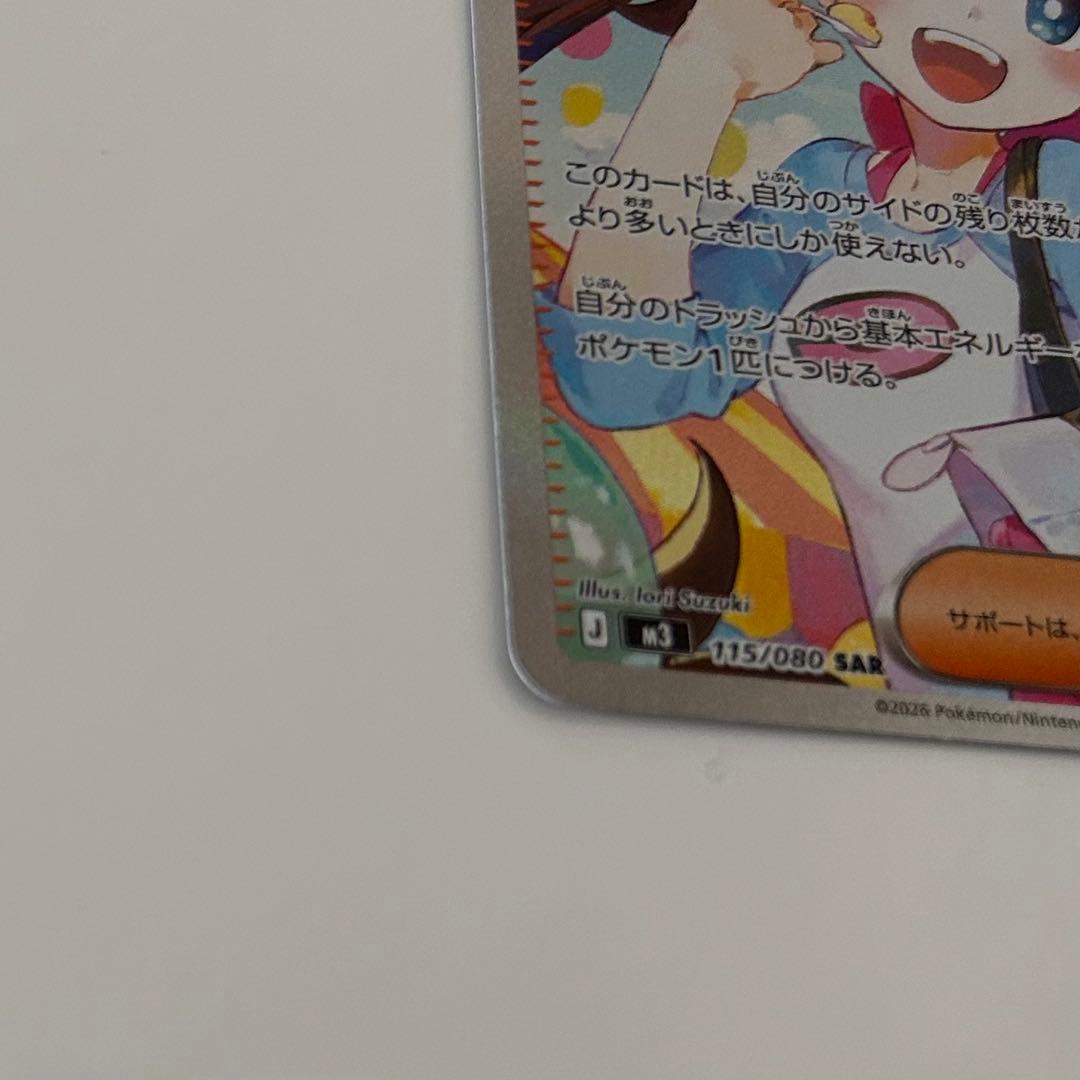 このカードは、自分のサイドの残り枚数
より多いときにしか使えない。
自分のトラッシュから基本エネルギー
ポケモン1匹につける。
Illus. Iori Suzuki
J M3 115/080 SAR
サポートは、
©2026 Pokémon/Ninten